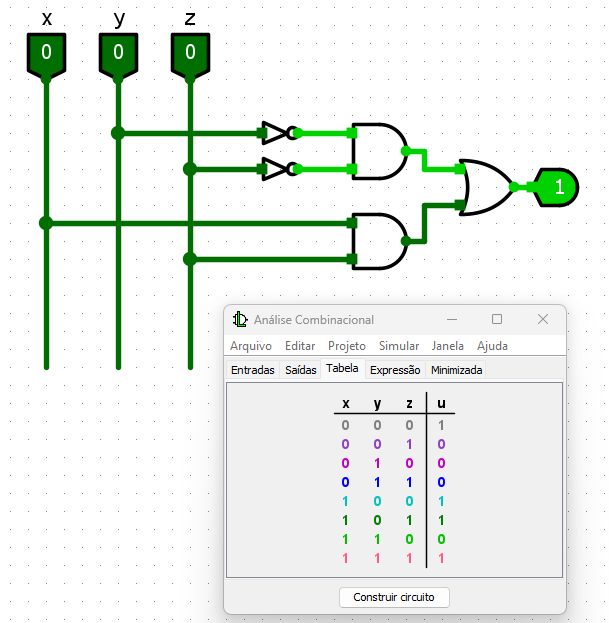 x y z
0 0 0
1
Análise Combinacional
Arquivo Editar Projeto Simular Janela Ajuda
Entradas Saídas Tabela Expressão Minimizada
x y z u
0 0 0 1
0 0 1 0
0 1 0 0
0 1 1 0
1 0 0 1
1 0 1 1
1 1 0 0
1 1 1 1
Construir circuito